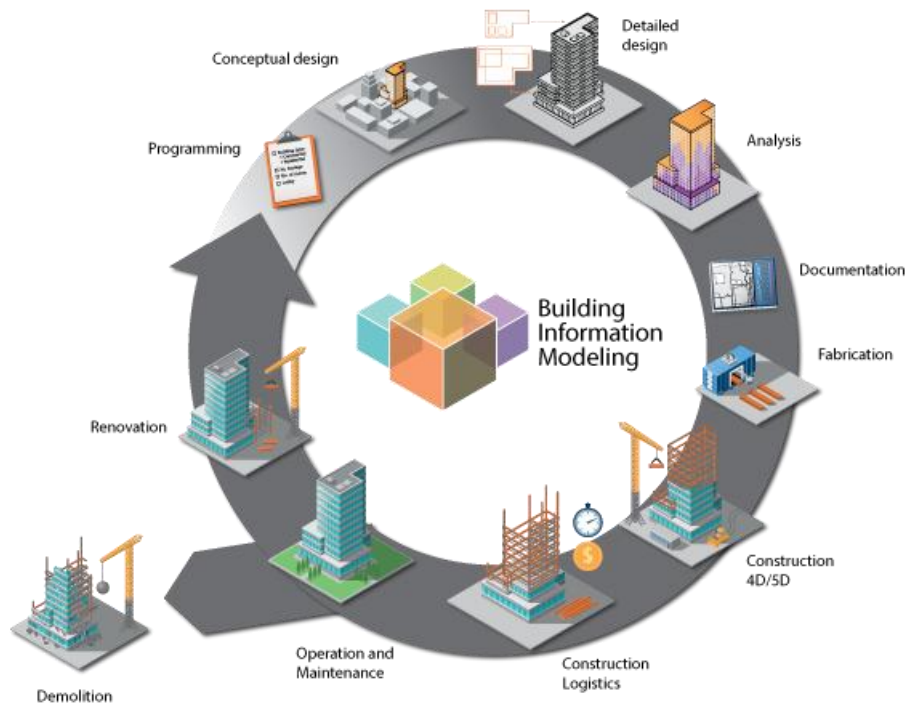 Detailed
design
Conceptual design
Programming
Analysis
Documentation
Building
Information
Modeling
Fabrication
Renovation
$
Construction
4D/5D
Operation and
Maintenance
Construction
Logistics
Demolition